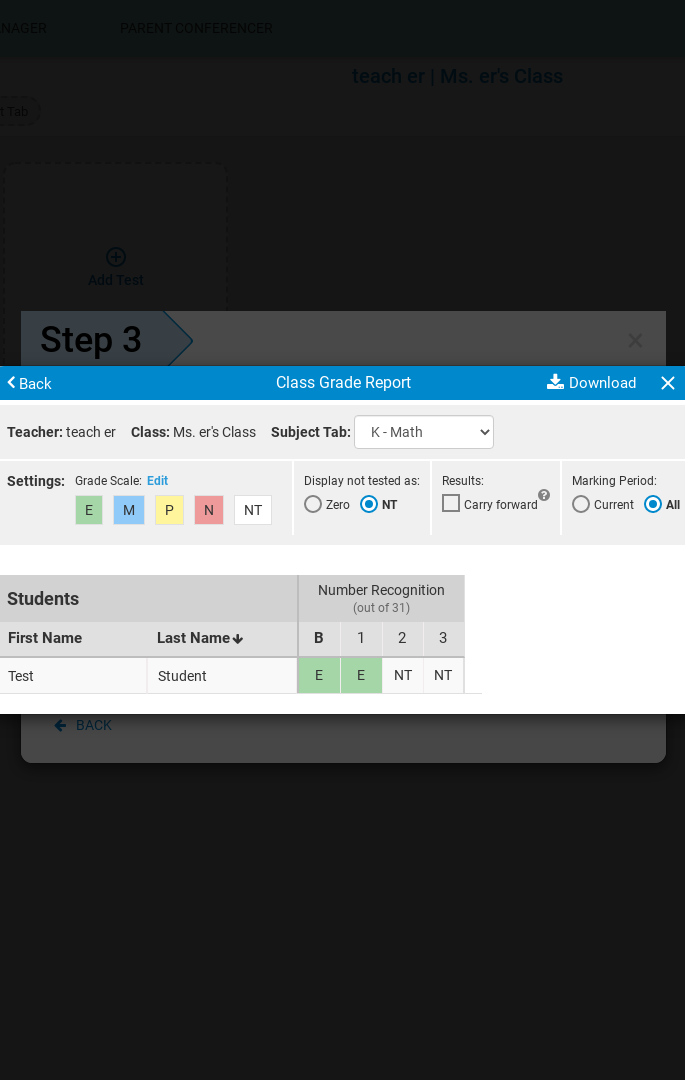 NAGER PARENT CONFERENCER
teach er | Ms. er's Class
t Tab
Add Test
Step 3
Back Class Grade Report Download
Teacher: teach er Class: Ms. er's Class Subject Tab: K - Math
Settings: Grade Scale: Edit Display not tested as: Results: Marking Period:
E M P N NT Zero NT Carry forward ? Current All
Students Number Recognition
(out of 31)
First Name Last Name B 1 2 3
Test Student E E NT NT
BACK